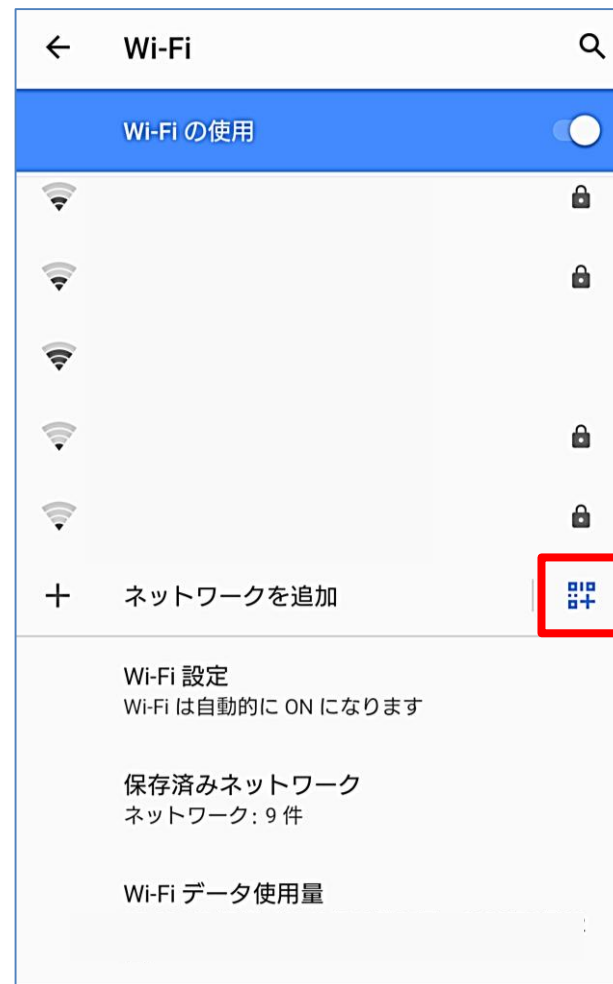 Wi-Fi
Wi-Fi の使用
ネットワークを追加
Wi-Fi 設定
Wi-Fi は自動的に ON になります
保存済みネットワーク
ネットワーク: 9 件
Wi-Fi データ使用量